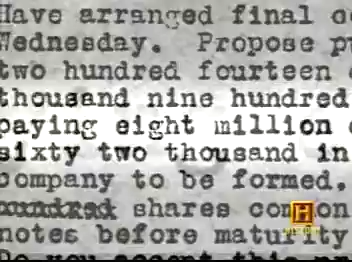 Have arranged final
Wednesday. Propose
two hundred fourteen
thousand nine hundred
paying eight million
sixty two thousand in
company to be formed.
shares common
notes before maturity
H